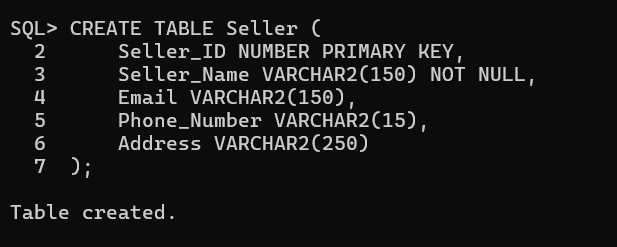 SQL> CREATE TABLE Seller (
  2      Seller_ID NUMBER PRIMARY KEY,
  3      Seller_Name VARCHAR2(150) NOT NULL,
  4      Email VARCHAR2(150),
  5      Phone_Number VARCHAR2(15),
  6      Address VARCHAR2(250)
  7  );
Table created.